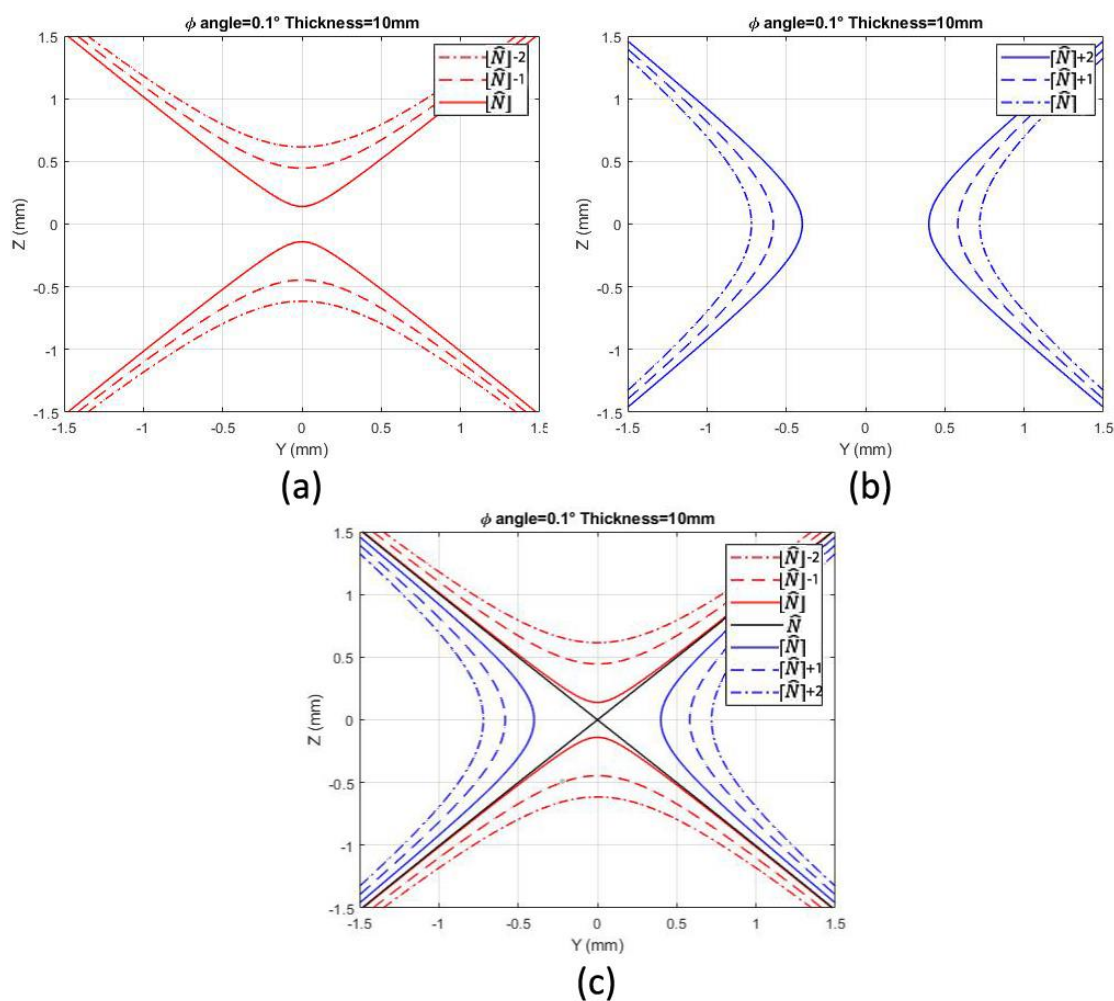 ϕ angle=0.1° Thickness=10mm
1.5
1
0.5
0
-0.5
-1
-1.5
Z (mm)
-1.5 -1 -0.5 0 0.5 1 1.5
Y (mm)
⌊N̂⌋-2
⌊N̂⌋-1
⌊N̂⌋
(a)
ϕ angle=0.1° Thickness=10mm
1.5
1
0.5
0
-0.5
-1
-1.5
Z (mm)
-1.5 -1 -0.5 0 0.5 1 1.5
Y (mm)
⌈N̂⌉+2
⌈N̂⌉+1
⌈N̂⌉
(b)
ϕ angle=0.1° Thickness=10mm
1.5
1
0.5
0
-0.5
-1
-1.5
Z (mm)
-1.5 -1 -0.5 0 0.5 1 1.5
Y (mm)
⌊N̂⌋-2
⌊N̂⌋-1
⌊N̂⌋
N̂
⌈N̂⌉
⌈N̂⌉+1
⌈N̂⌉+2
(c)